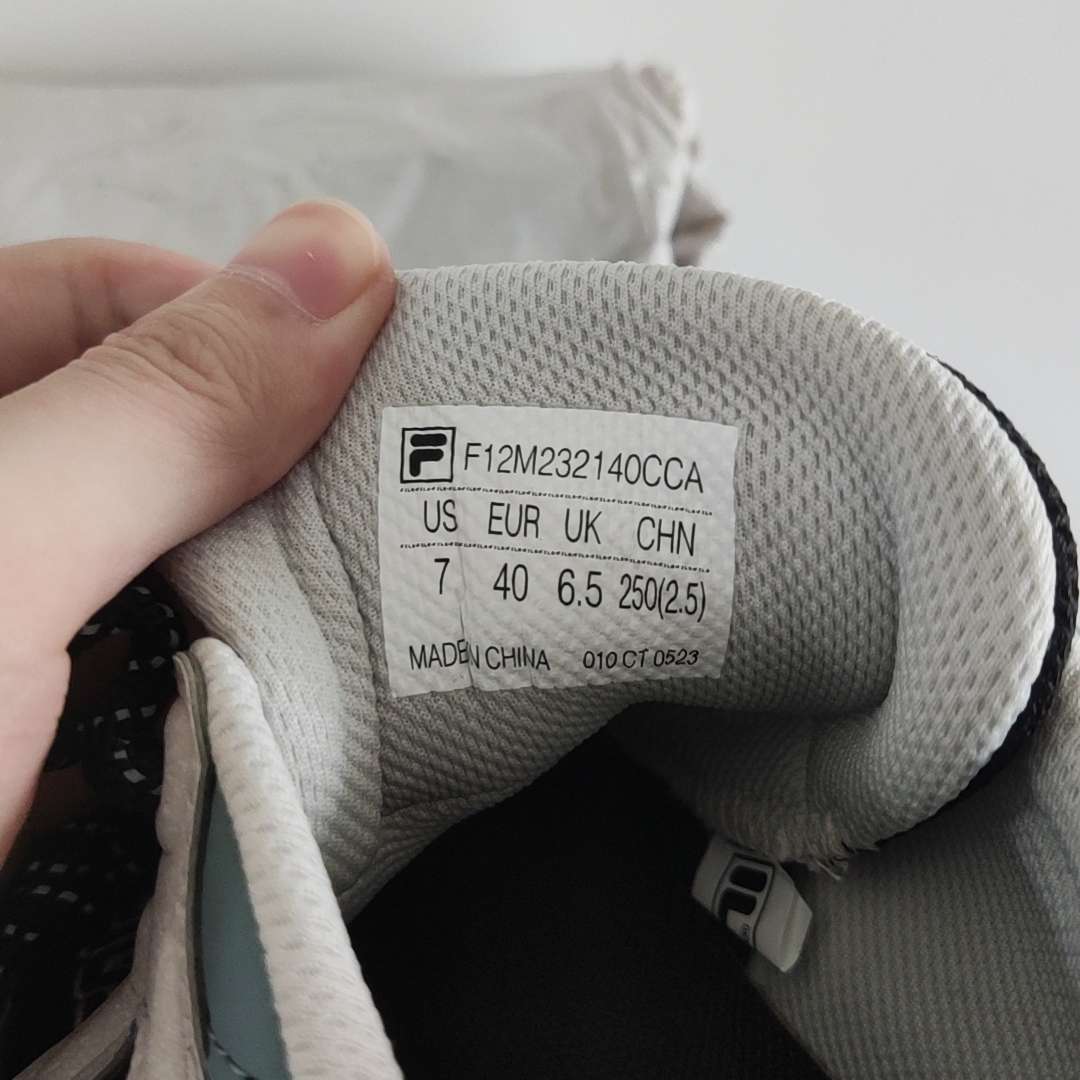 F12M232140CCA
US EUR UK CHN
7 40 6.5 250(2.5)
MADE IN CHINA 010 CT 0523